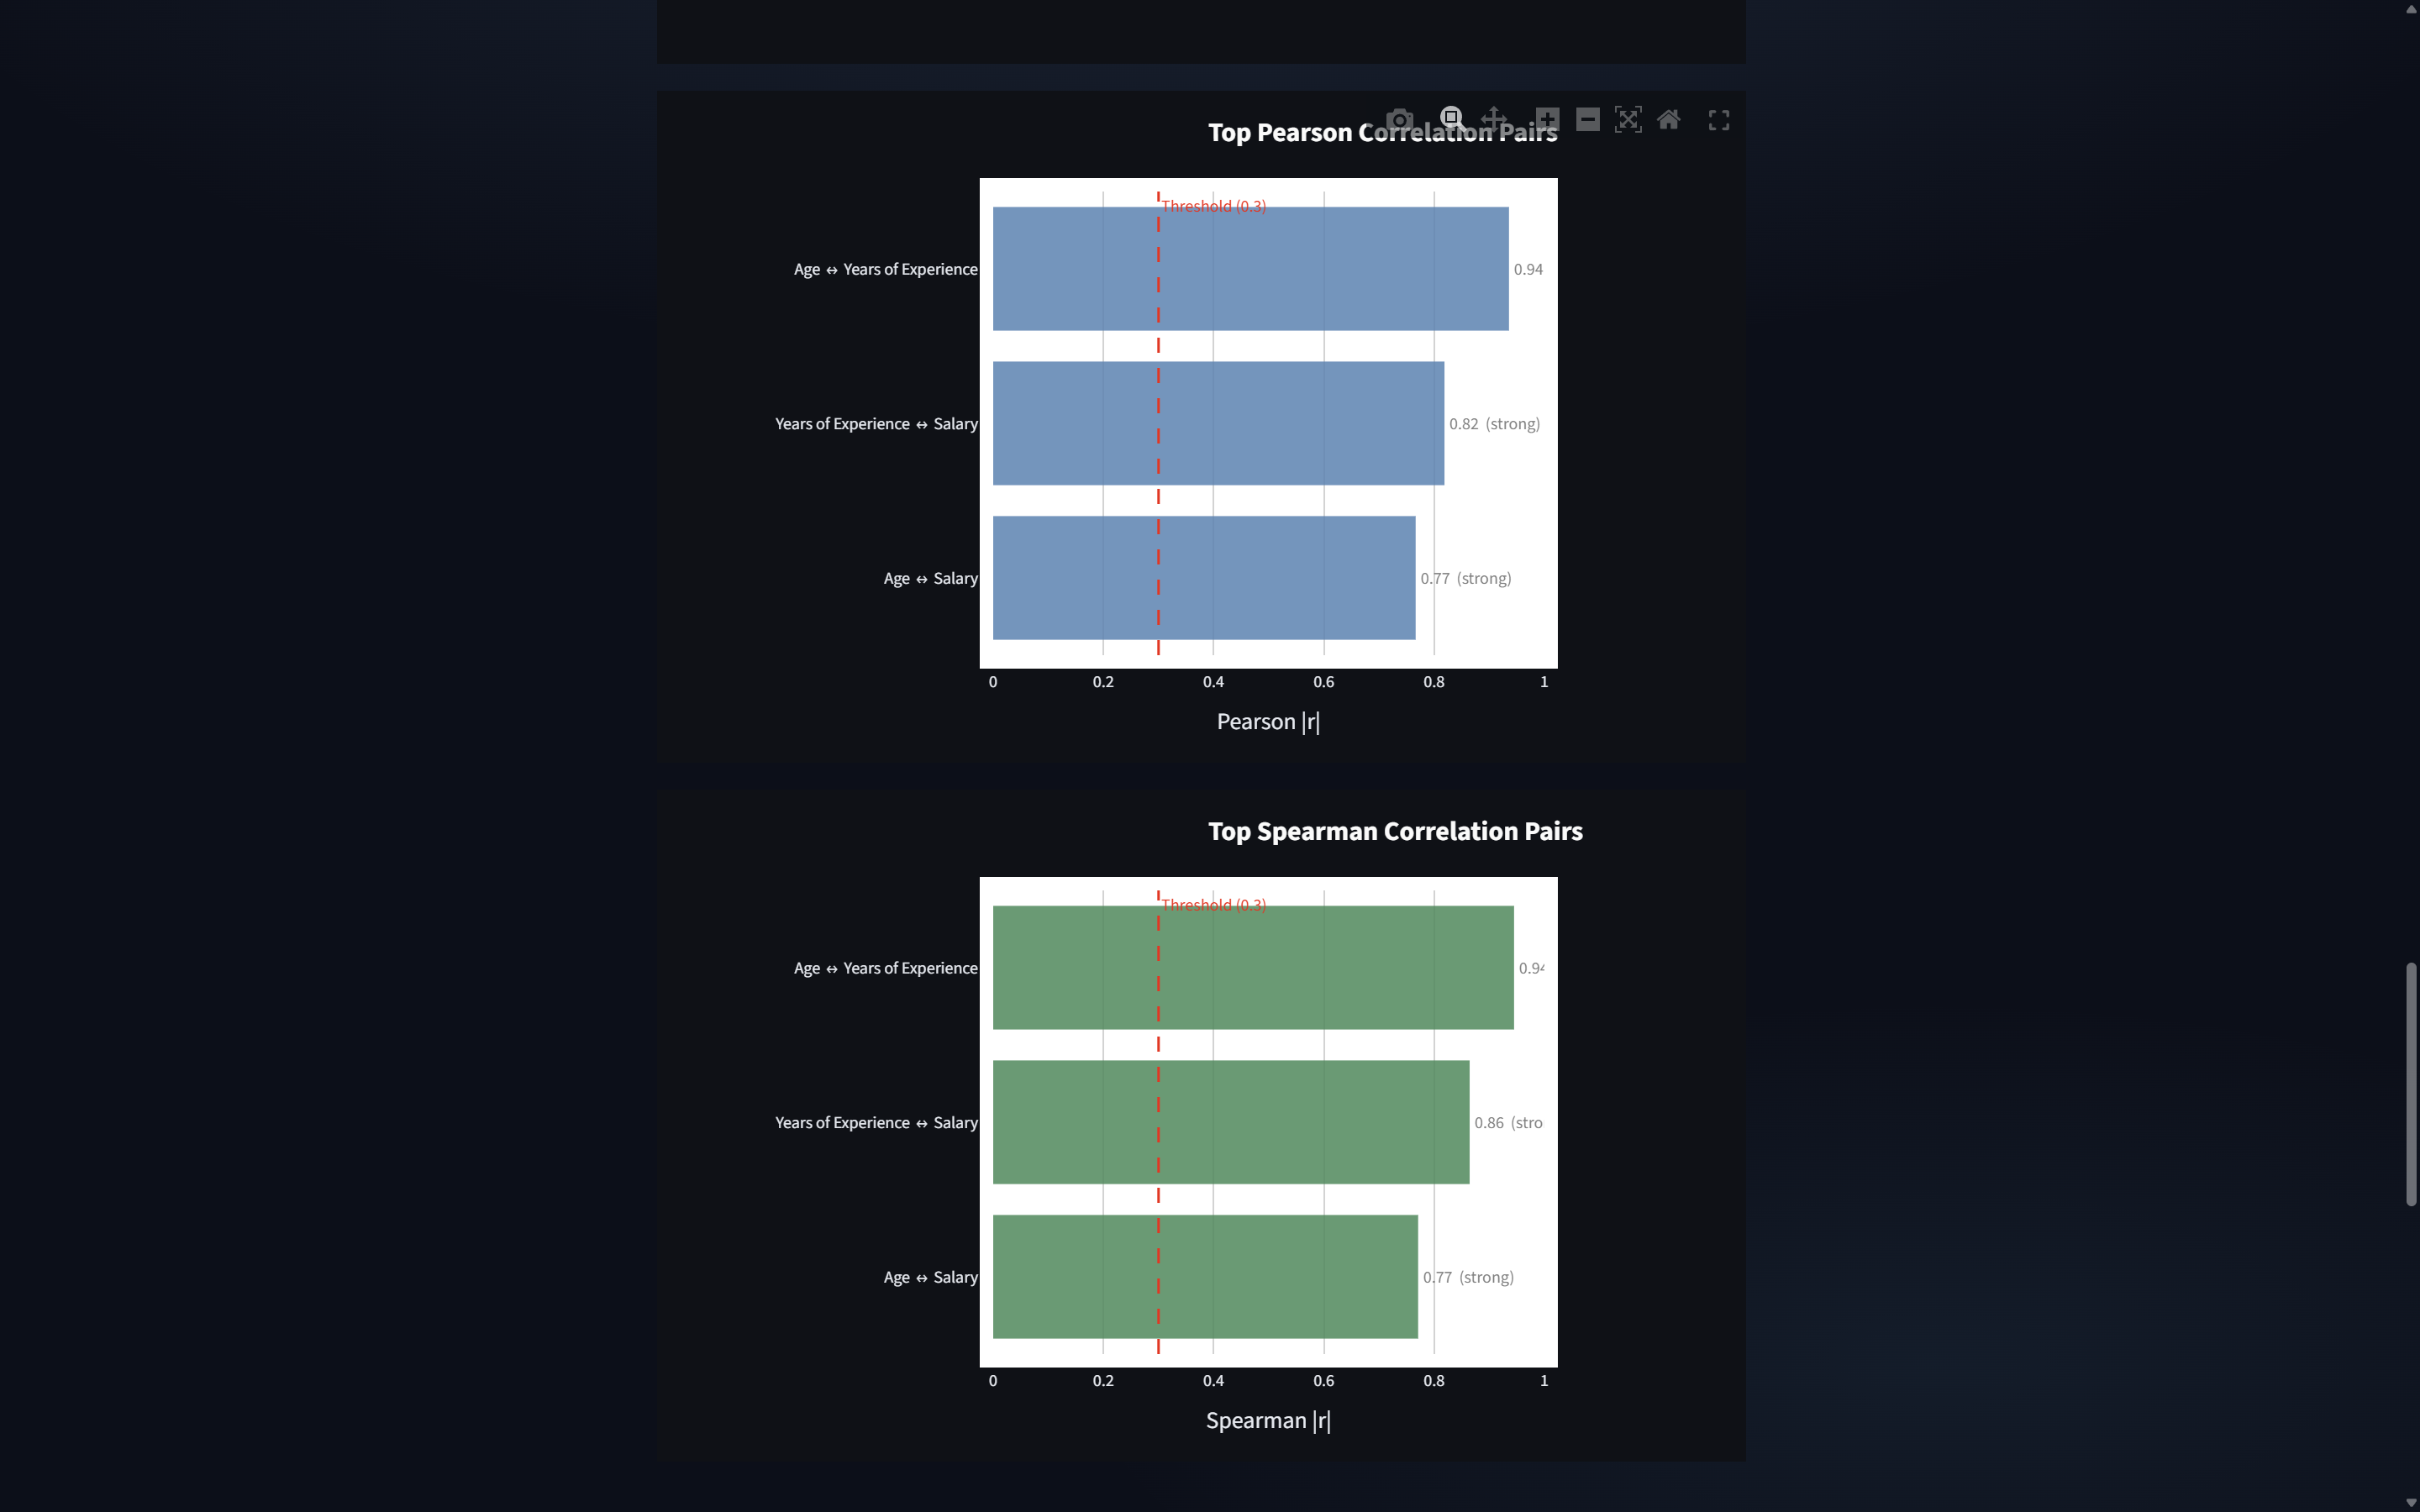 Top Pearson Correlation Pairs
Threshold (0.3)
Age ↔ Years of Experience
0.94
Years of Experience ↔ Salary
0.82 (strong)
Age ↔ Salary
0.77 (strong)
0 0.2 0.4 0.6 0.8 1
Pearson |r|
Top Spearman Correlation Pairs
Threshold (0.3)
Age ↔ Years of Experience
Years of Experience ↔ Salary
0.86 (stro
Age ↔ Salary
0.77 (strong)
0 0.2 0.4 0.6 0.8 1
Spearman |r|